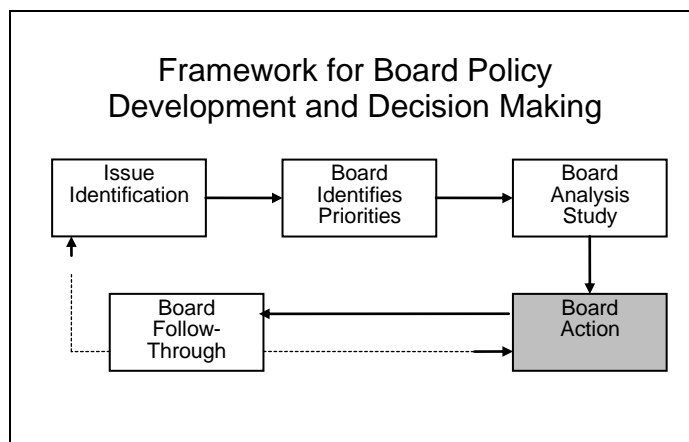 Framework for Board Policy
Development and Decision Making
Issue
Identification
Board
Identifies
Priorities
Board
Analysis
Study
Board
Follow-
Through
Board
Action